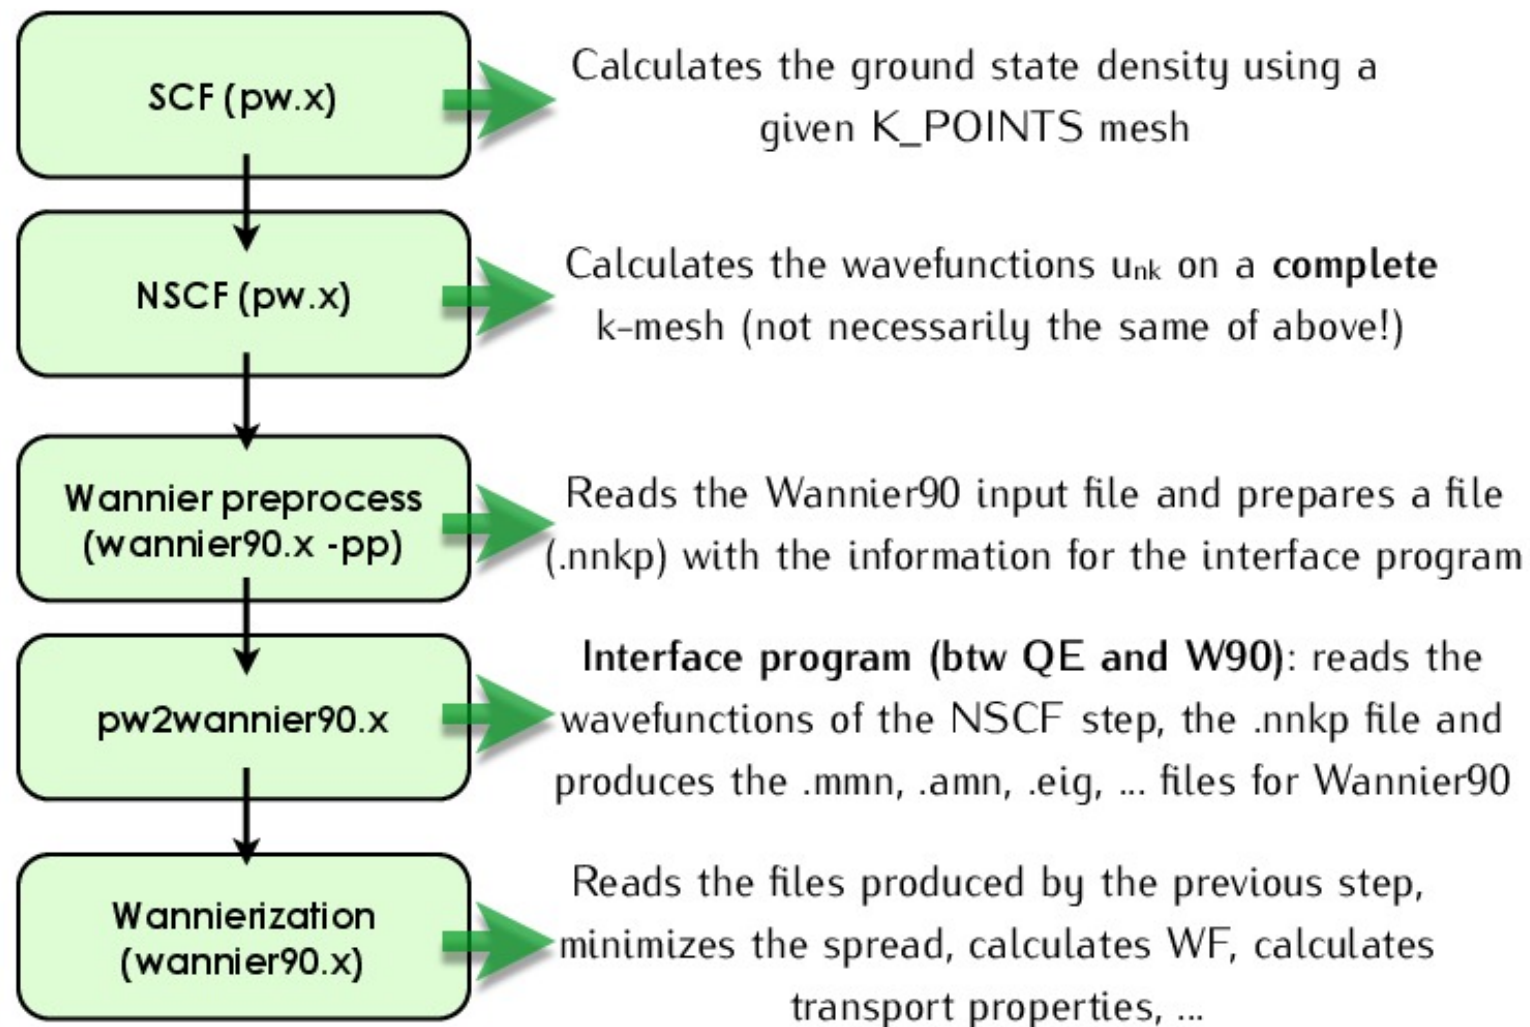 SCF (pw.x)
Calculates the ground state density using a
given K_POINTS mesh
NSCF (pw.x)
Calculates the wavefunctions unk on a complete
k-mesh (not necessarily the same of above!)
Wannier preprocess
(wannier90.x -pp)
Reads the Wannier90 input file and prepares a file
(.nnkp) with the information for the interface program
pw2wannier90.x
Interface program (btw QE and W90): reads the
wavefunctions of the NSCF step, the .nnkp file and
produces the .mmn, .amn, .eig, ... files for Wannier90
Wannierization
(wannier90.x)
Reads the files produced by the previous step,
minimizes the spread, calculates WF, calculates
transport properties, ...